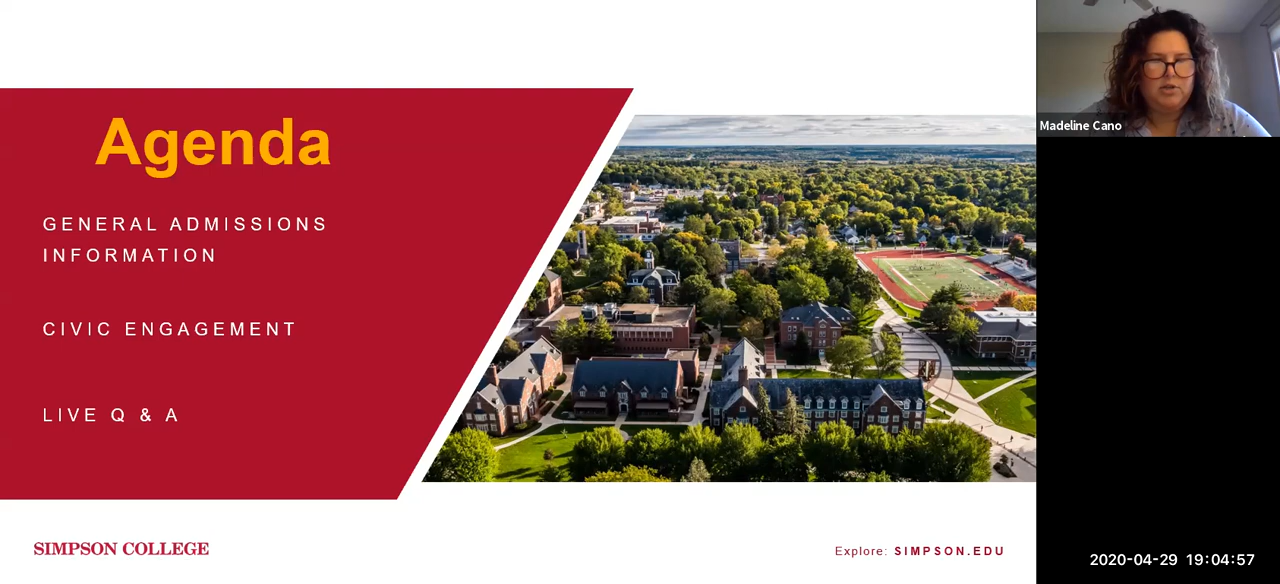 Agenda
GENERAL ADMISSIONS
INFORMATION
CIVIC ENGAGEMENT
LIVE Q & A
SIMPSON COLLEGE
Explore: SIMPSON.EDU
Madeline Cano
2020-04-29 19:04:57